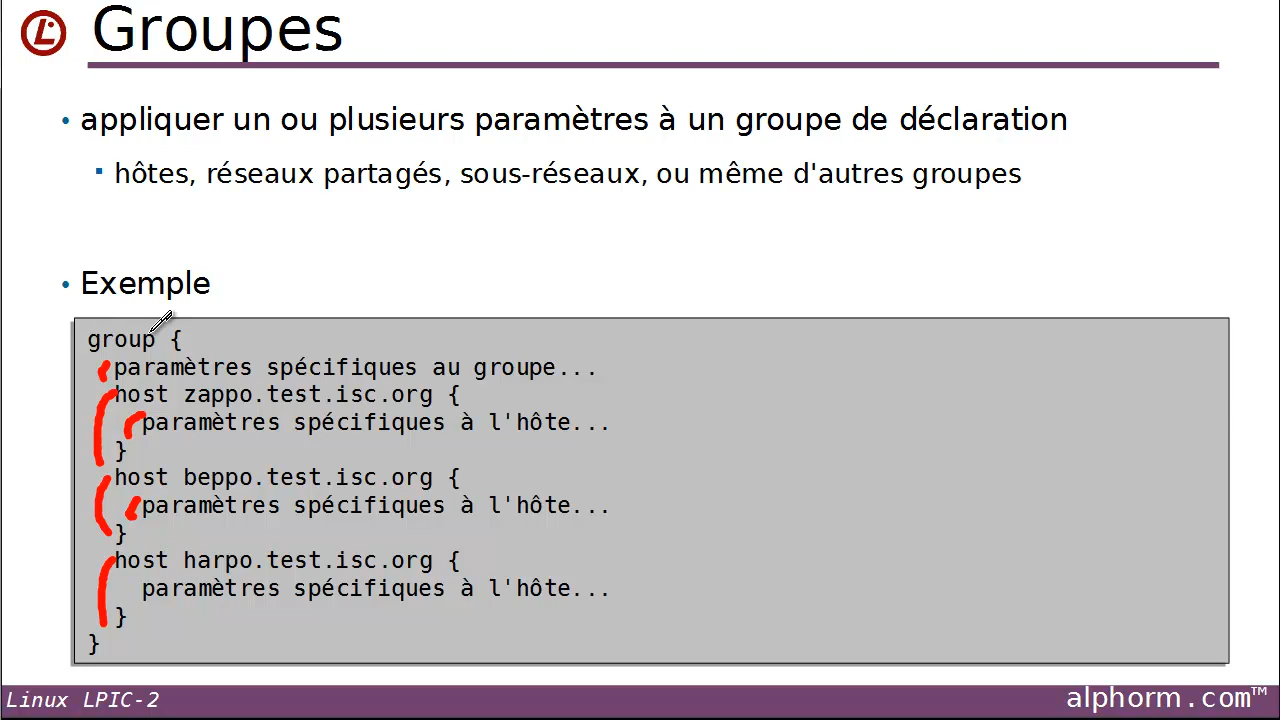 L
Groupes
• appliquer un ou plusieurs paramètres à un groupe de déclaration
▪ hôtes, réseaux partagés, sous-réseaux, ou même d'autres groupes
• Exemple
group {
  paramètres spécifiques au groupe...
  host zappo.test.isc.org {
    paramètres spécifiques à l'hôte...
  }
  host beppo.test.isc.org {
    paramètres spécifiques à l'hôte...
  }
  host harpo.test.isc.org {
    paramètres spécifiques à l'hôte...
  }
}
Linux LPIC-2
alphorm.com™